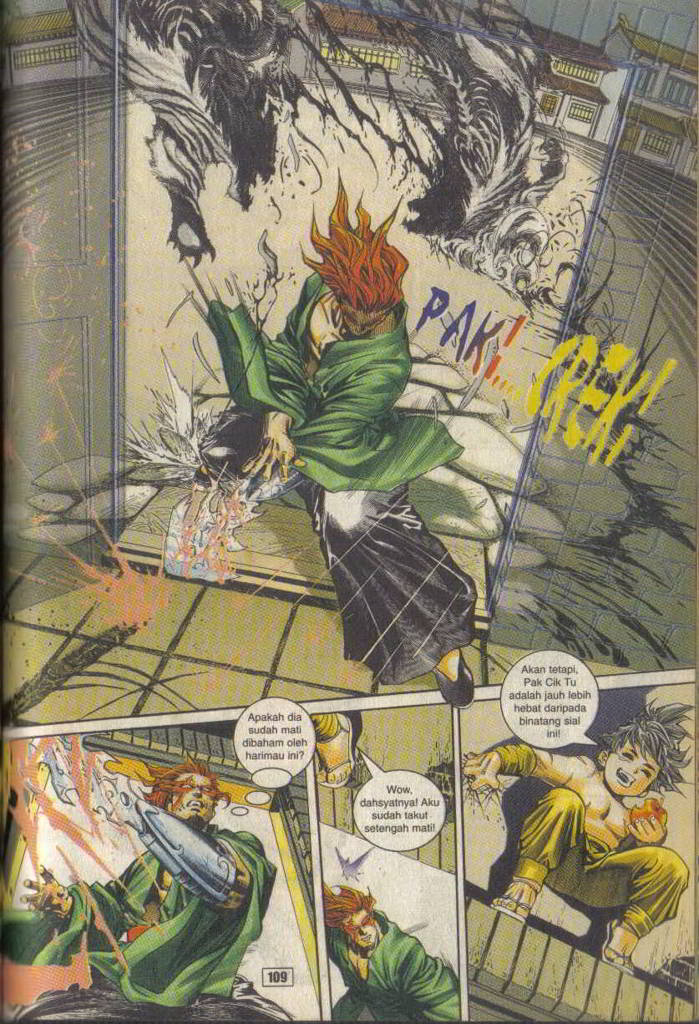 PAK!.... CREK!
Apakah dia
sudah mati
dibaham oleh
harimau ini?
Wow,
dahsyatnya! Aku
sudah takut
setengah mati!
Akan tetapi,
Pak Cik Tu
adalah jauh lebih
hebat daripada
binatang sial
ini!
109